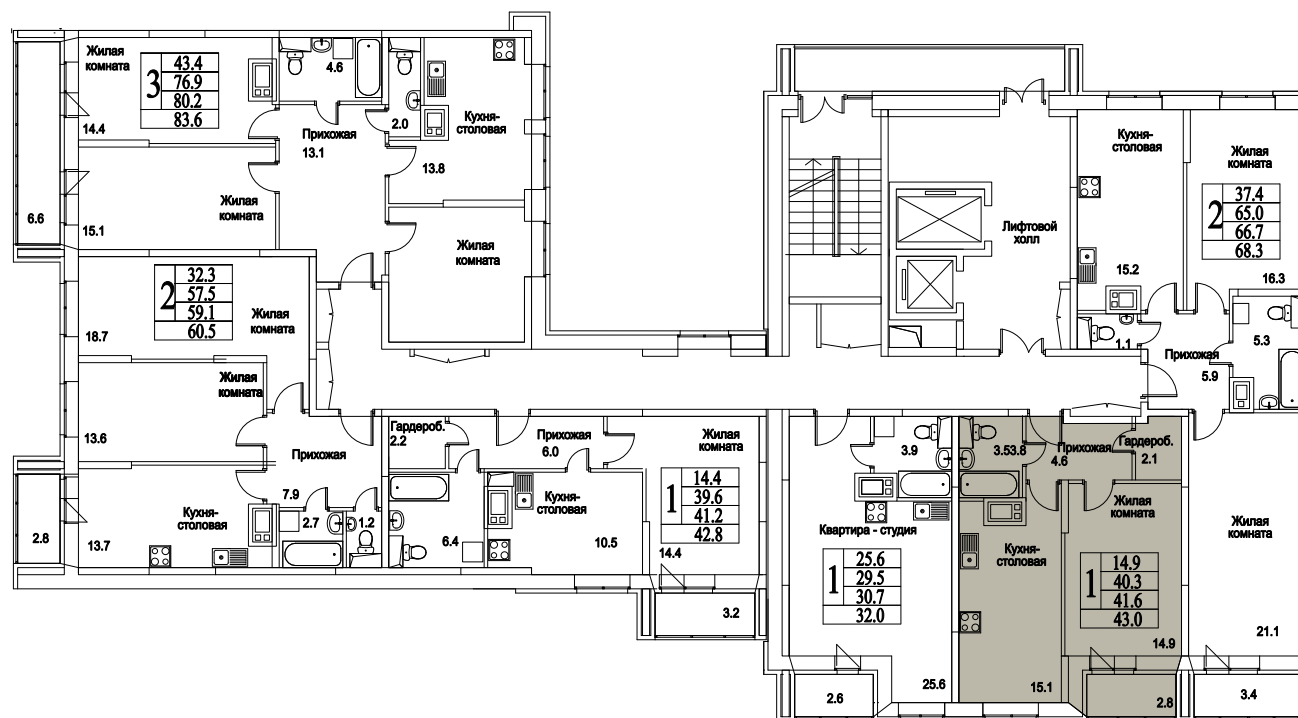 Жилая
комната
14.4
3
43.4
76.9
80.2
83.6
4.6
2.0
Прихожая
13.1
Кухня-
столовая
13.8
6.6
Жилая
комната
15.1
Жилая
комната
2
32.3
57.5
59.1
60.5
Жилая
комната
18.7
Жилая
комната
13.6
Прихожая
7.9
2.8
Кухня-
столовая
13.7
2.7
1.2
Гардероб.
2.2
Прихожая
6.0
6.4
Кухня-
столовая
10.5
Жилая
комната
1
14.4
39.6
41.2
42.8
14.4
3.2
Лифтовой
холл
Кухня-
столовая
15.2
Жилая
комната
2
37.4
65.0
66.7
68.3
16.3
1.1
Прихожая
5.9
5.3
3.9
Квартира - студия
1
25.6
29.5
30.7
32.0
25.6
2.6
3.53.8
Прихожая
4.6
Гардероб.
2.1
Кухня-
столовая
15.1
Жилая
комната
1
14.9
40.3
41.6
43.0
14.9
2.8
Жилая
комната
21.1
3.4